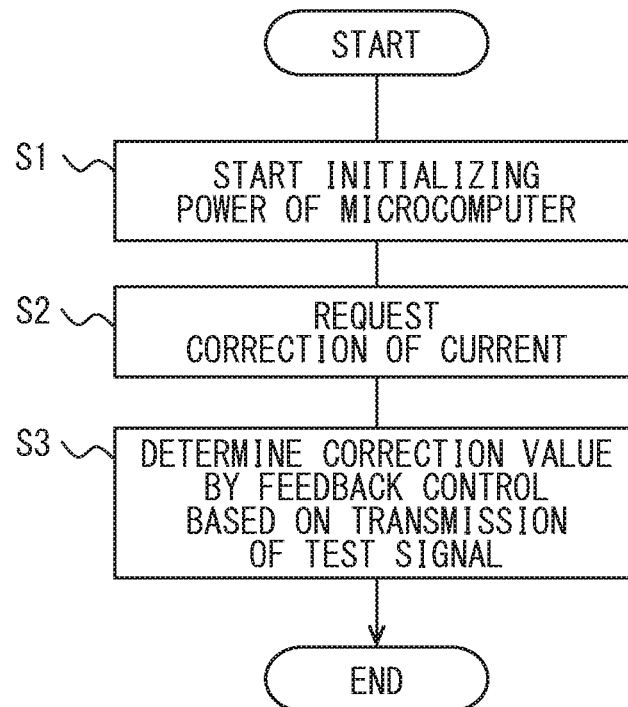 START
S1
START INITIALIZING
POWER OF MICROCOMPUTER
S2
REQUEST
CORRECTION OF CURRENT
S3
DETERMINE CORRECTION VALUE
BY FEEDBACK CONTROL
BASED ON TRANSMISSION
OF TEST SIGNAL
END